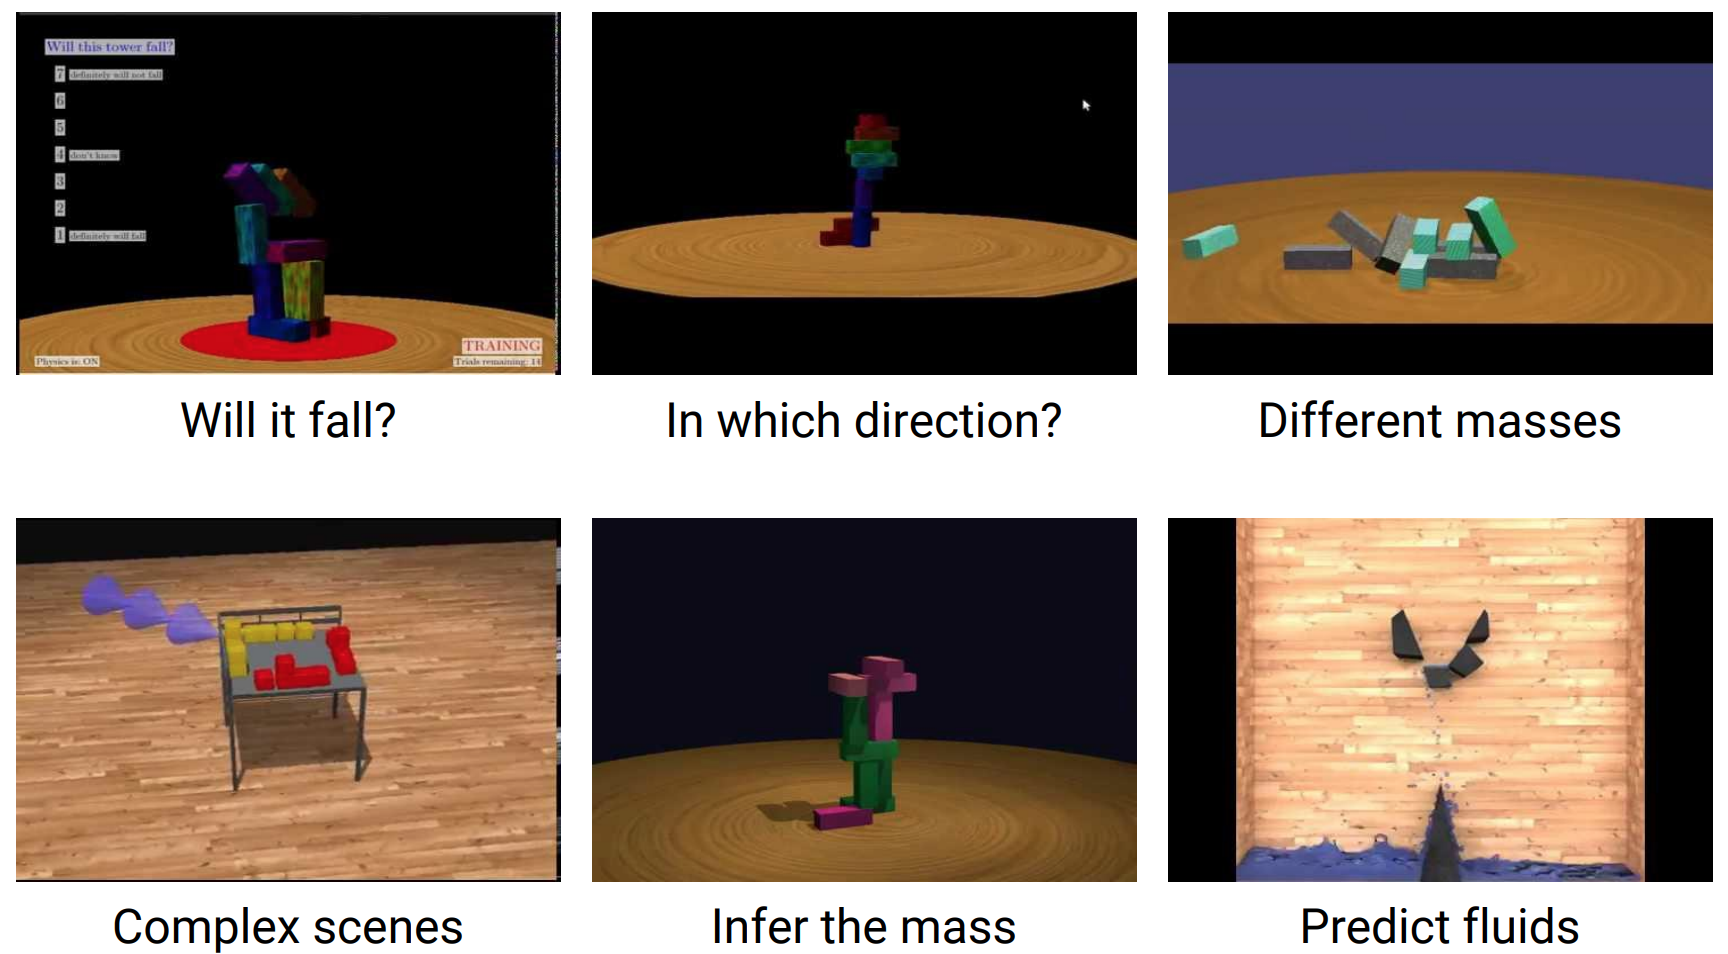 Will this tower fall?
7 definitely will not fall
6
5
4 don't know
3
2
1 definitely will fall
TRAINING
Physics is: ON
Trials remaining: 14
Will it fall?
In which direction?
Different masses
Complex scenes
Infer the mass
Predict fluids